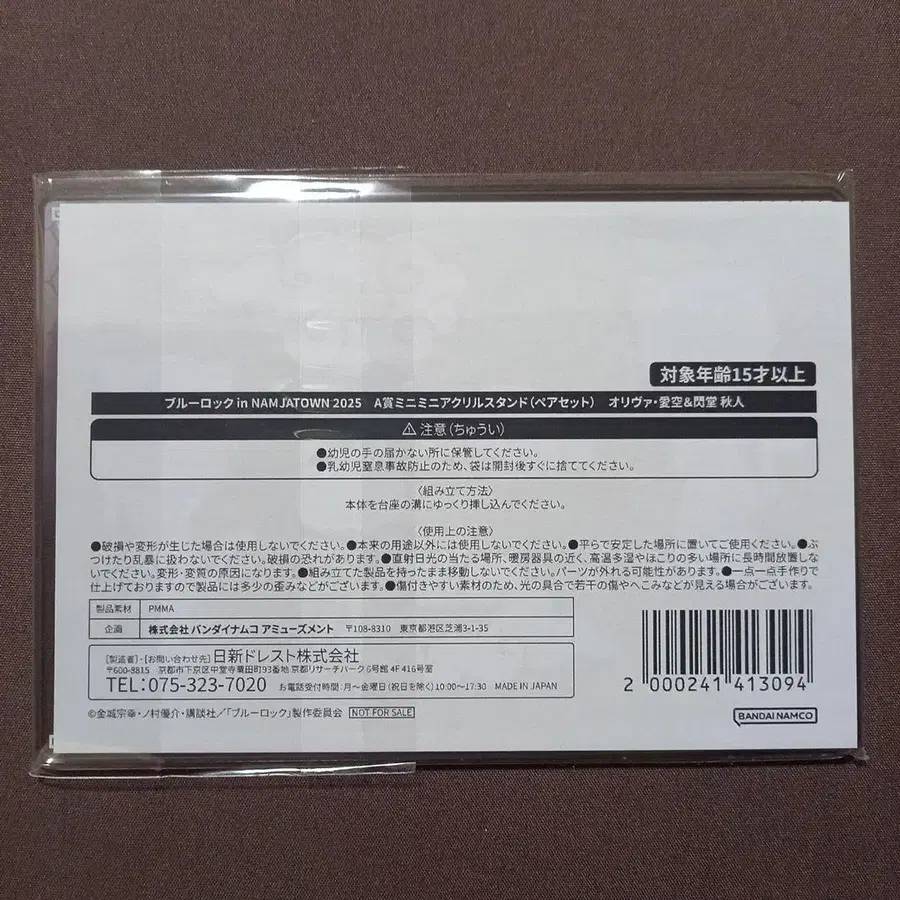 対象年齢15才以上
ブルーロック in NAMJATOWN 2025 A賞ミニミニアクリルスタンド（ペアセット） オリヴァ・愛空&閃堂 秋人
⚠注意（ちゅうい）
●幼児の手の届かない所に保管してください。
●乳幼児窒息事故防止のため、袋は開封後すぐに捨ててください。
〈組み立て方法〉
本体を台座の溝にゆっくり挿し込んでください。
〈使用上の注意〉
●破損や変形が生じた場合は使用しないでください。●本来の用途以外には使用しないでください。●平らで安定した場所に置いてご使用ください。●ぶ
つけたり乱暴に扱わないでください。破損の恐れがあります。●直射日光の当たる場所、暖房器具の近く、高温多湿やほこりの多い場所に長時間放置しな
いでください。変形・変質の原因になります。●組み立てた製品を持ったまま移動しないでください。パーツが外れる可能性があります。●一点一点手作りで
仕上げておりますので製品には多少の歪みなどがございます。●傷付きやすい素材のため、光の具合で若干の傷やへこみなどが見える場合がございます。
製品素材 PMMA
企画 株式会社 バンダイナムコ アミューズメント 〒108-8310 東京都港区芝浦3-1-35
[製造者]・[お問い合わせ先] 日新ドレスト株式会社
〒600-8815 京都市下京区中堂寺粟田町93番地 京都リサーチパーク6号館 4F 416号室
TEL：075-323-7020 お電話受付時間：月～金曜日（祝日を除く）10:00～17:30 MADE IN JAPAN
©金城宗幸・ノ村優介・講談社／「ブルーロック」製作委員会 NOT FOR SALE
2 000241 413094
BANDAI NAMCO